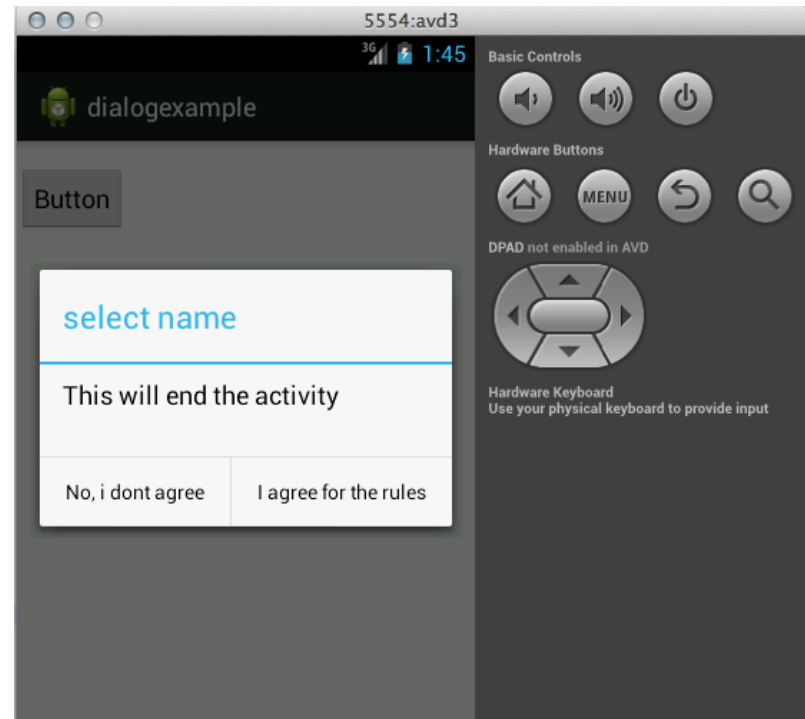 5554:avd3
3G 1:45
dialogexample
Button
select name
This will end the activity
No, i dont agree
I agree for the rules
Basic Controls
Hardware Buttons
MENU
DPAD not enabled in AVD
Hardware Keyboard
Use your physical keyboard to provide input